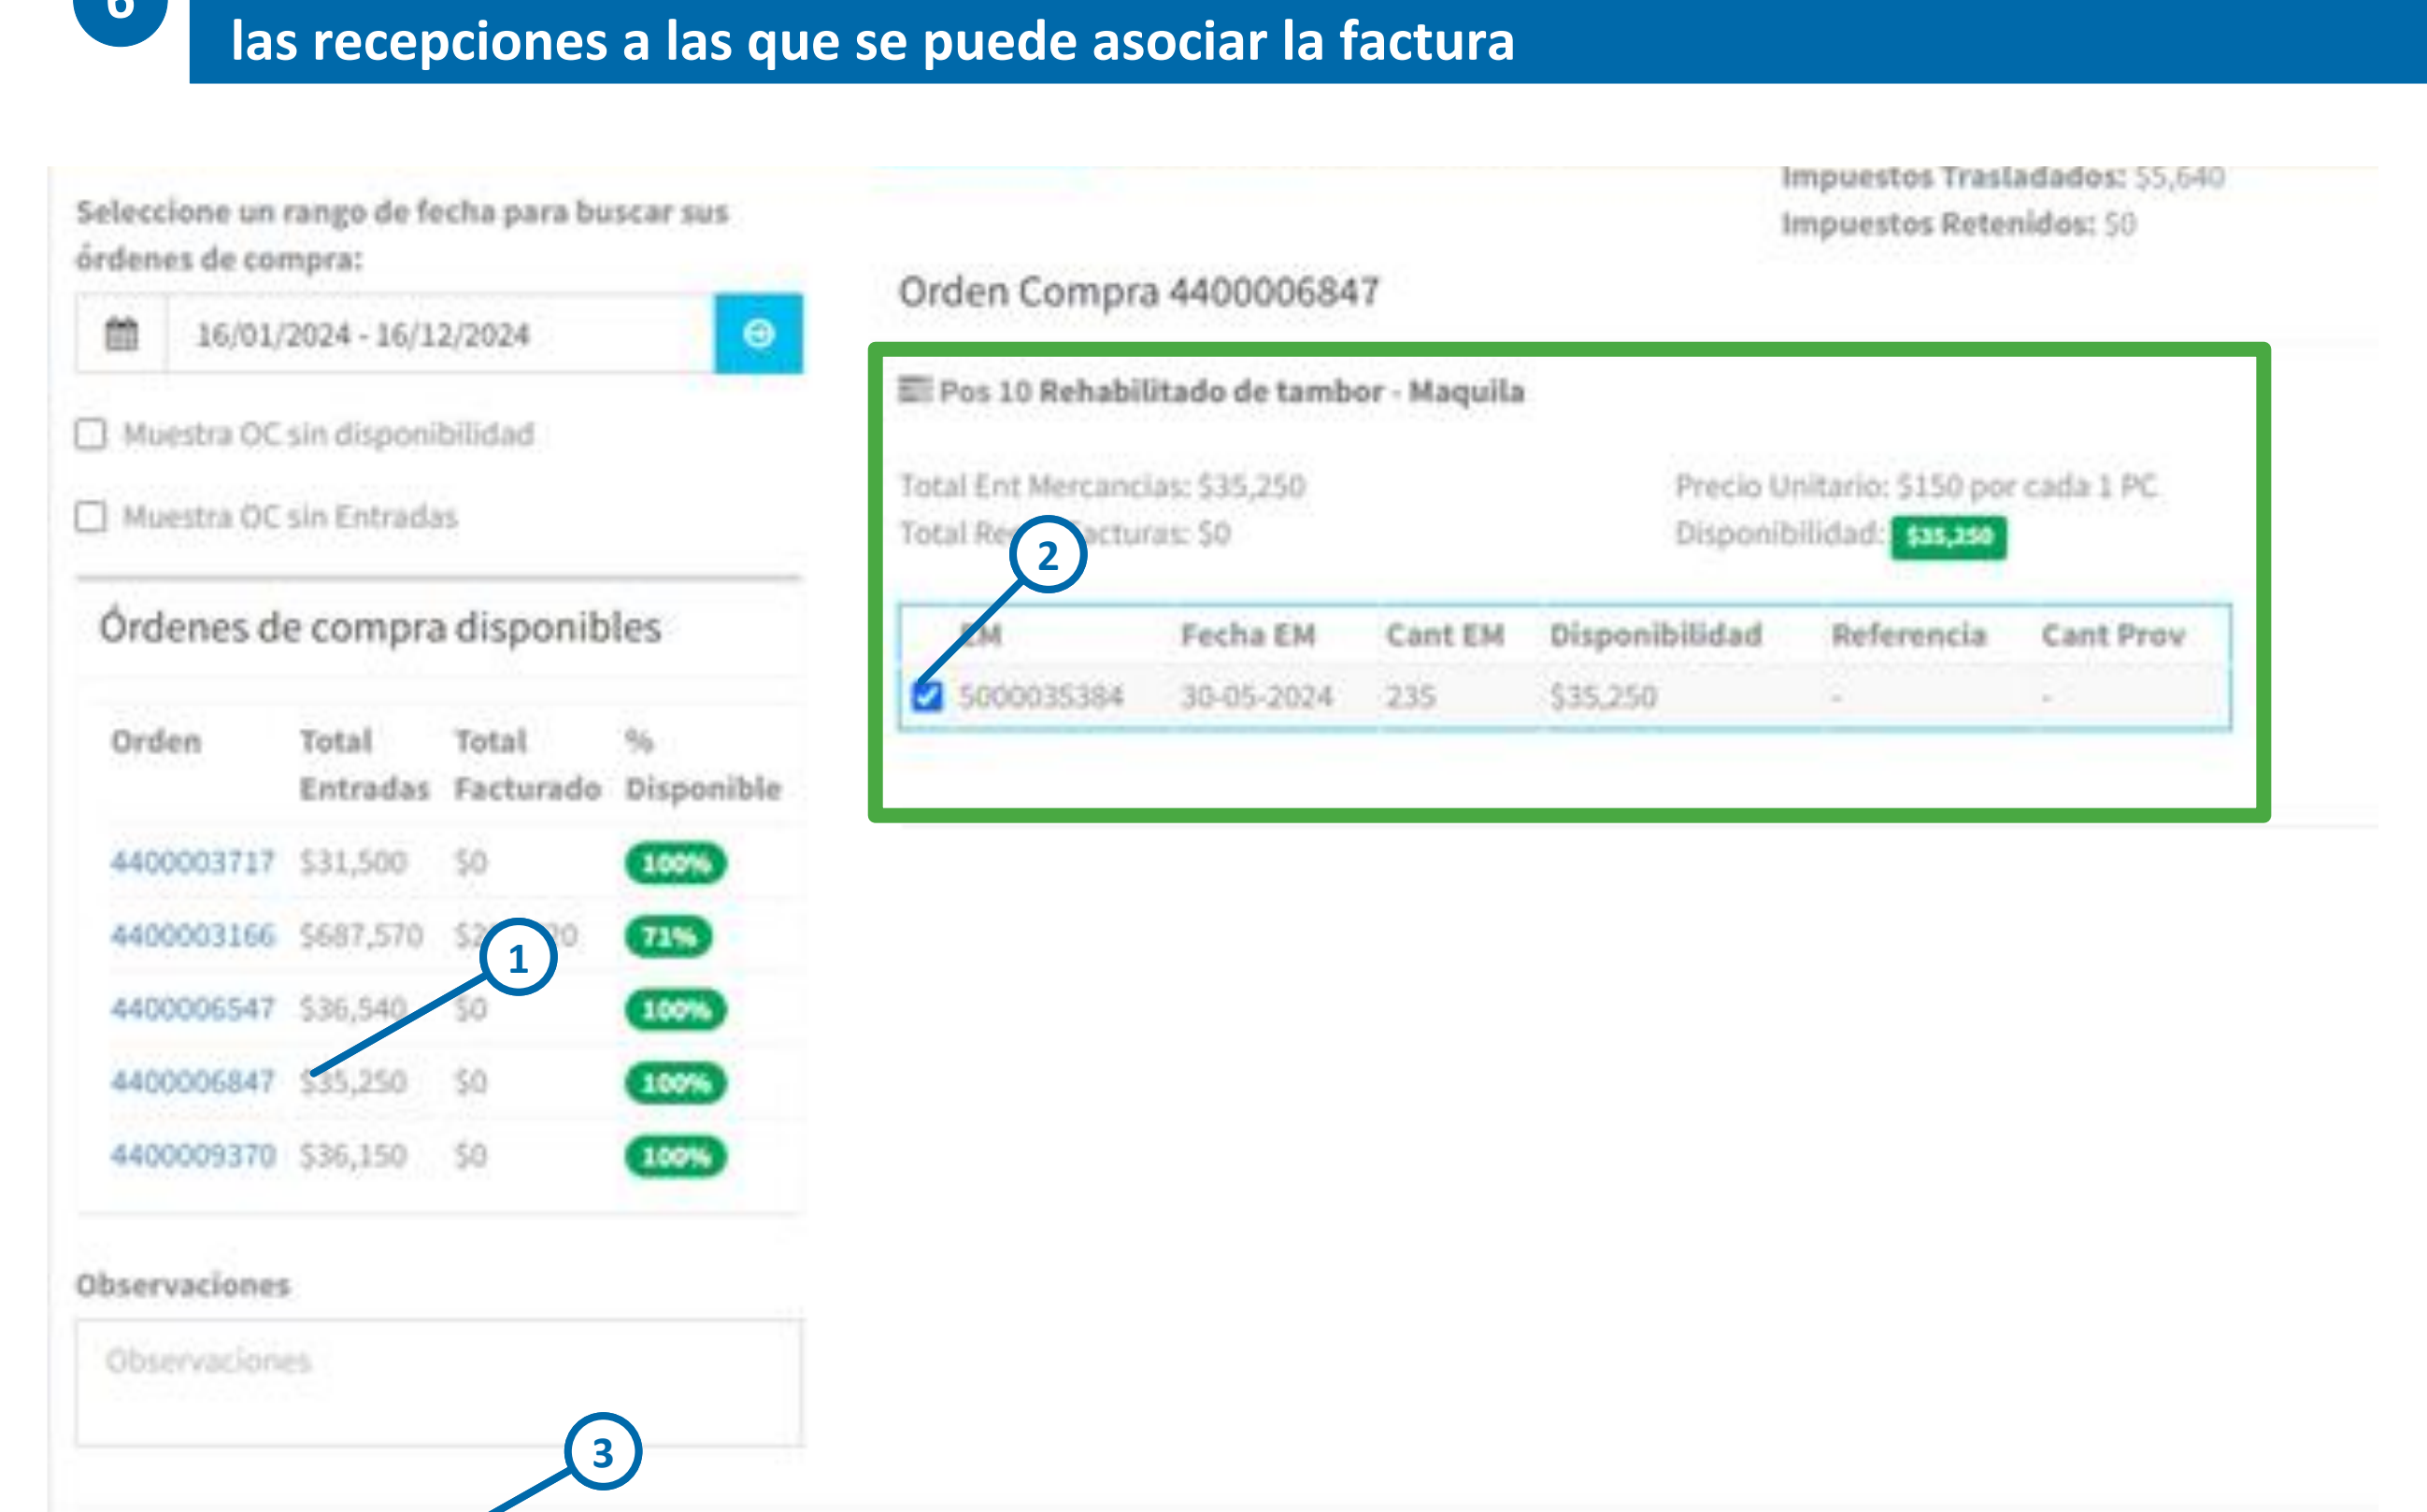 6
las recepciones a las que se puede asociar la factura
Impuestos Trasladados: $5,640
Impuestos Retenidos: $0
Seleccione un rango de fecha para buscar sus
órdenes de compra:
16/01/2024 - 16/12/2024
Muestra OC sin disponibilidad
Muestra OC sin Entradas
Órdenes de compra disponibles
Orden Total Entradas Total Facturado % Disponible
4400003717 $31,500 $0 100%
4400003166 $687,570 71%
4400006547 $36,540 $0 100%
4400006847 $35,250 $0 100%
4400009370 $36,150 $0 100%
1
Observaciones
Observaciones
3
Orden Compra 4400006847
Pos 10 Rehabilitado de tambor - Maquila
Total Ent Mercancias: $35,250
Precio Unitario: $150 por cada 1 PC
Total facturas: $0
Disponibilidad: $35,250
2
EM Fecha EM Cant EM Disponibilidad Referencia Cant Prov
5000035384 30-05-2024 235 $35,250 - -